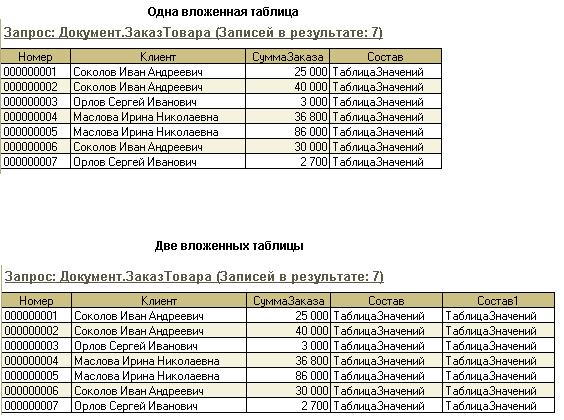 Одна вложенная таблица
Запрос: Документ.ЗаказТовара (Записей в результате: 7)
Номер Клиент СуммаЗаказа Состав
000000001 Соколов Иван Андреевич 25 000 ТаблицаЗначений
000000002 Соколов Иван Андреевич 40 000 ТаблицаЗначений
000000003 Орлов Сергей Иванович 3 000 ТаблицаЗначений
000000004 Маслова Ирина Николаевна 36 800 ТаблицаЗначений
000000005 Маслова Ирина Николаевна 86 000 ТаблицаЗначений
000000006 Соколов Иван Андреевич 30 000 ТаблицаЗначений
000000007 Орлов Сергей Иванович 2 700 ТаблицаЗначений
Две вложенных таблицы
Запрос: Документ.ЗаказТовара (Записей в результате: 7)
Номер Клиент СуммаЗаказа Состав Состав1
000000001 Соколов Иван Андреевич 25 000 ТаблицаЗначений ТаблицаЗначений
000000002 Соколов Иван Андреевич 40 000 ТаблицаЗначений ТаблицаЗначений
000000003 Орлов Сергей Иванович 3 000 ТаблицаЗначений ТаблицаЗначений
000000004 Маслова Ирина Николаевна 36 800 ТаблицаЗначений ТаблицаЗначений
000000005 Маслова Ирина Николаевна 86 000 ТаблицаЗначений ТаблицаЗначений
000000006 Соколов Иван Андреевич 30 000 ТаблицаЗначений ТаблицаЗначений
000000007 Орлов Сергей Иванович 2 700 ТаблицаЗначений ТаблицаЗначений